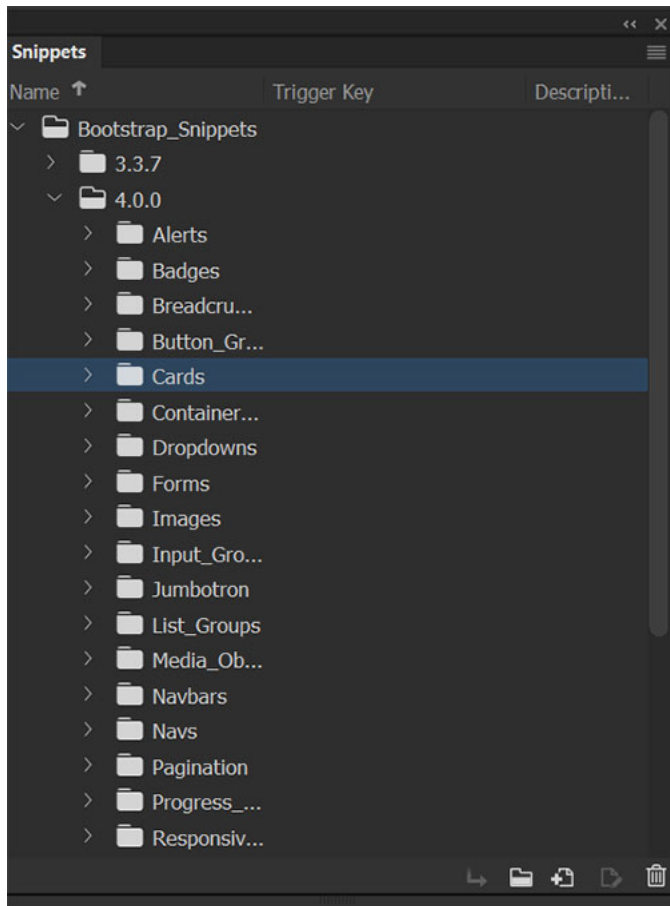 Snippets
Name Trigger Key Descripti...
Bootstrap_Snippets
3.3.7
4.0.0
Alerts
Badges
Breadcru...
Button_Gr...
Cards
Container...
Dropdowns
Forms
Images
Input_Gro...
Jumbotron
List_Groups
Media_Ob...
Navbars
Navs
Pagination
Progress_...
Responsiv...